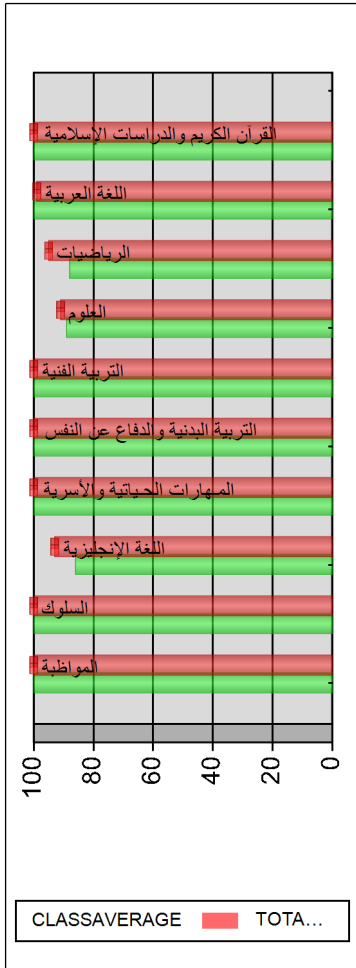 القرآن الكريم والدراسات الإسلامية
اللغة العربية
الرياضيات
العلوم
التربية الفنية
التربية البدنية والدفاع عن النفس
المهارات الحياتية والأسرية
اللغة الإنجليزية
السلوك
المواظبة
100 80 60 40 20 0
CLASSAVERAGE TOTA...